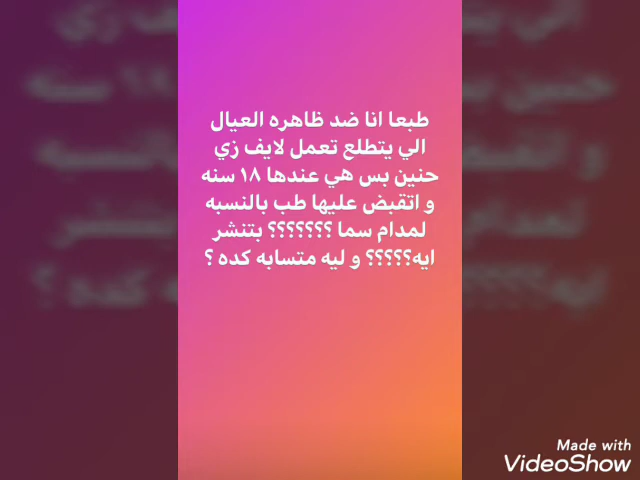 طبعا انا ضد ظاهره العيال
الي يتطلع تعمل لايف زي
حنين بس هي عندها ١٨ سنه
و اتقبض عليها طب بالنسبه
لمدام سما ؟؟؟؟؟؟؟ بتنشر
ايه؟؟؟؟؟ و ليه متسابه كده ؟
Made with
VideoShow